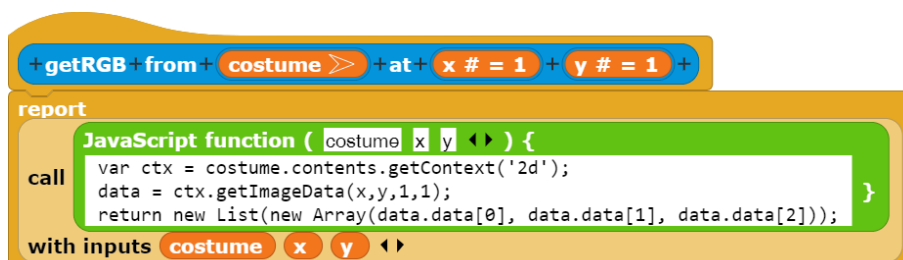 +getRGB+from+ costume +at+ x # = 1 + y # = 1 +
report
JavaScript function ( costume x y ) {
call
var ctx = costume.contents.getContext('2d');
data = ctx.getImageData(x,y,1,1);
return new List(new Array(data.data[0], data.data[1], data.data[2]));
}
with inputs costume x y